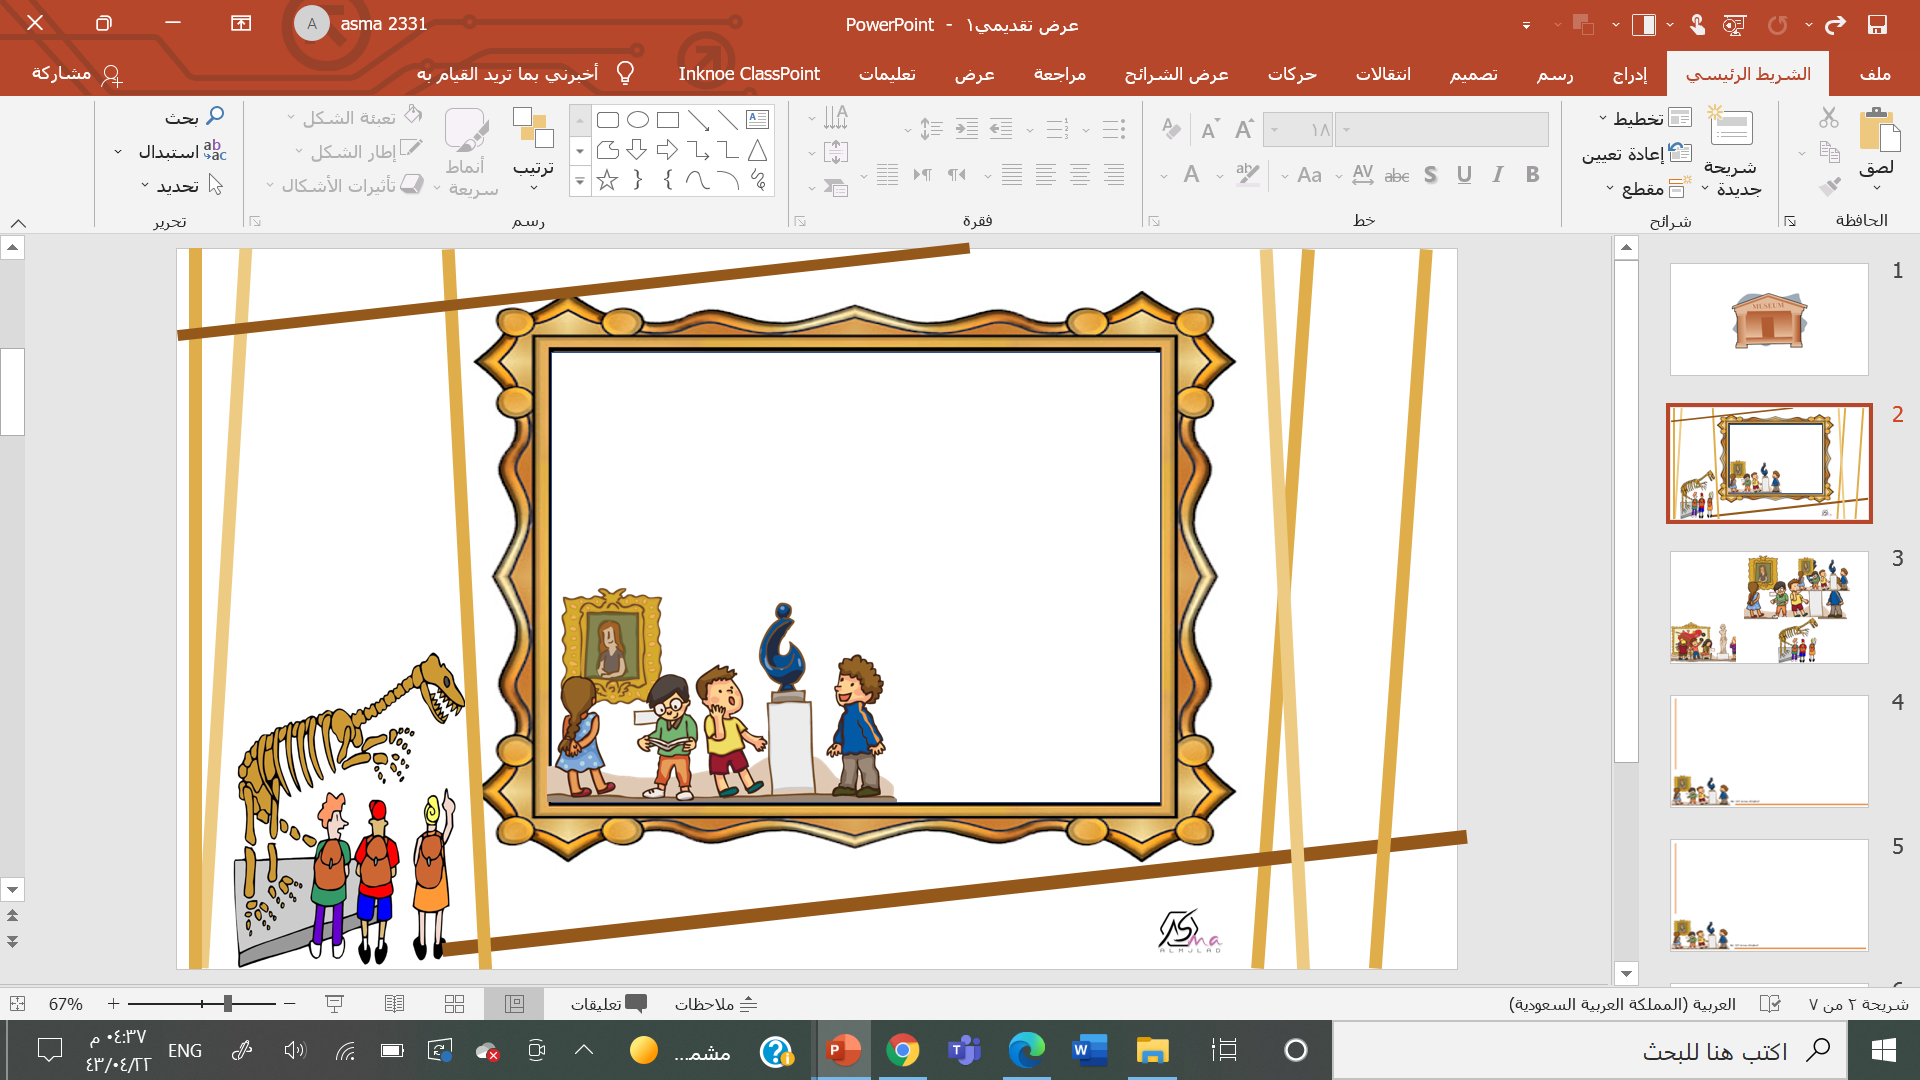 عرض تقديمي١ - PowerPoint
asma 2331
A
ملف
الشريط الرئيسي
إدراج
رسم
تصميم
انتقالات
حركات
عرض الشرائح
مراجعة
عرض
تعليمات
Inknoe ClassPoint
أخبرني بما تريد القيام به
مشاركة
لصق
الحافظة
شريحة
جديدة
تخطيط
إعادة تعيين
مقطع
شرائح
١٨
B I U S abc AV Aa A
خط
فقرة
ترتيب
أنماط
سريعة
تعبئة الشكل
إطار الشكل
تأثيرات الأشكال
رسم
بحث
استبدال
تحديد
تحرير
1
MUSEUM
2
3
4
5
شريحة ٢ من ٧
العربية (المملكة العربية السعودية)
ملاحظات
تعليقات
67%
اكتب هنا للبحث
مشمـ...
ENG
٠٤:٣٧ م
٤٣/٠٤/٢٢